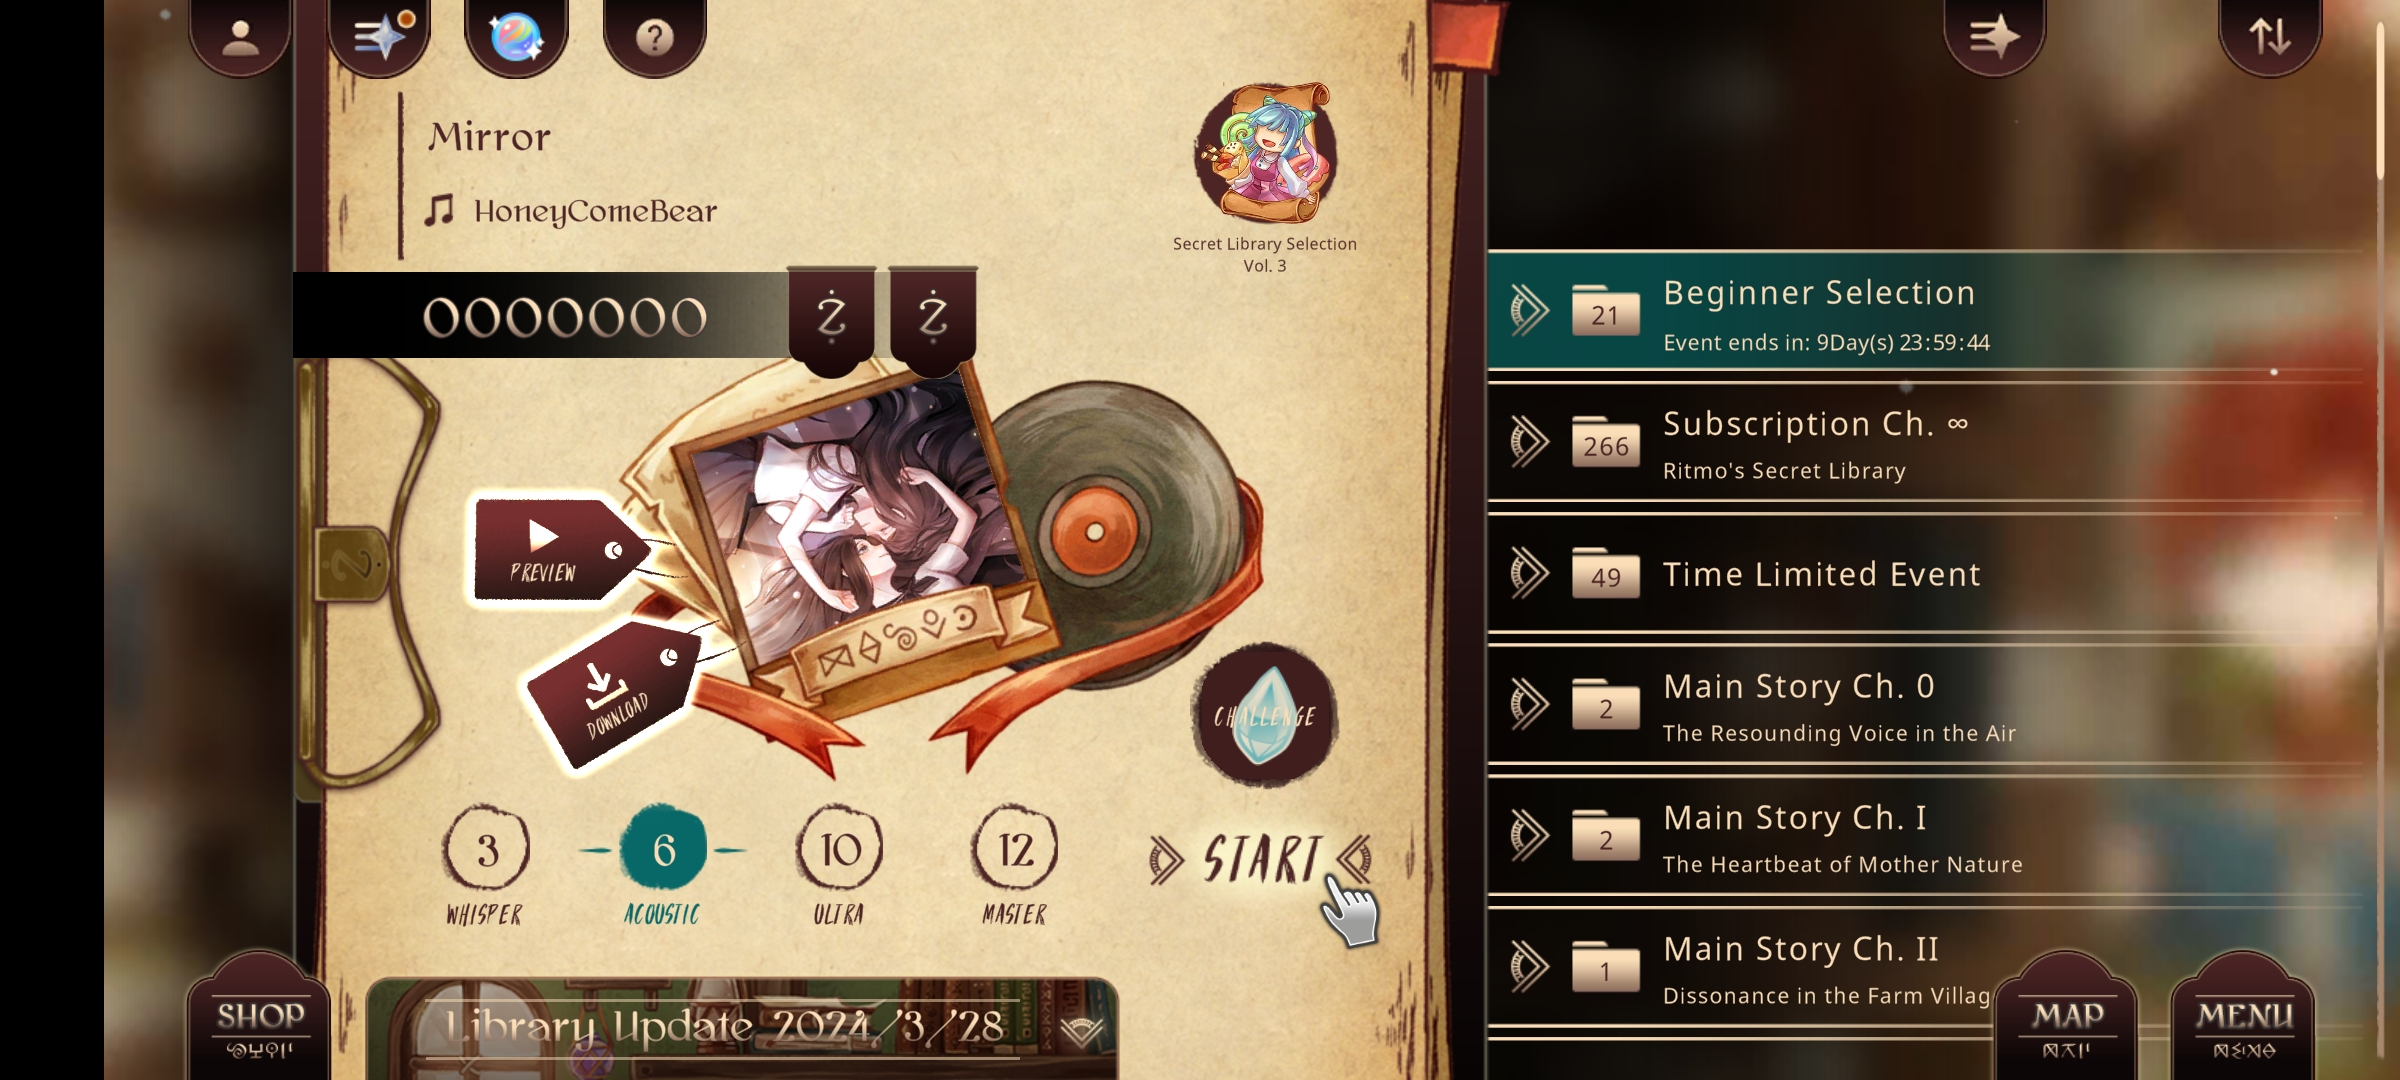 Mirror
HoneyComeBear
Secret Library Selection
Vol. 3
0000000
PREVIEW
DOWNLOAD
CHALLENGE
3
6
10
12
WHISPER
ACOUSTIC
ULTRA
MASTER
START
SHOP
Library Update 2024/3/28
21
Beginner Selection
Event ends in: 9Day(s) 23:59:44
266
Subscription Ch. ∞
Ritmo's Secret Library
49
Time Limited Event
2
Main Story Ch. 0
The Resounding Voice in the Air
2
Main Story Ch. I
The Heartbeat of Mother Nature
1
Main Story Ch. II
Dissonance in the Farm Villag
MAP
MENU